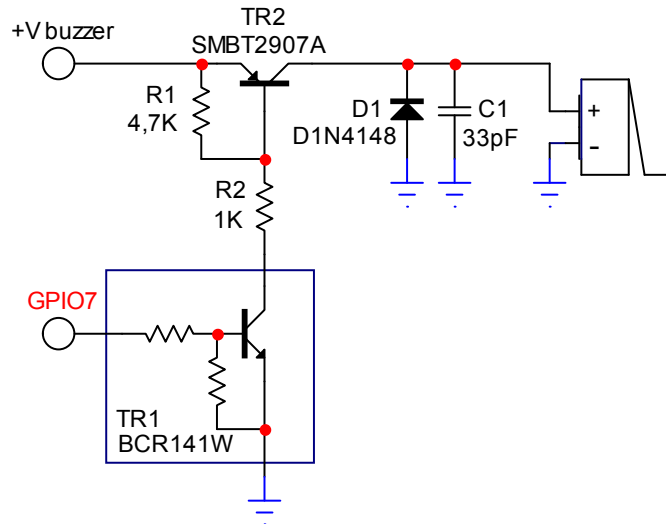 +V buzzer
TR2
SMBT2907A
R1
4,7K
D1
D1N4148
C1
33pF
+
-
R2
1K
GPIO7
TR1
BCR141W